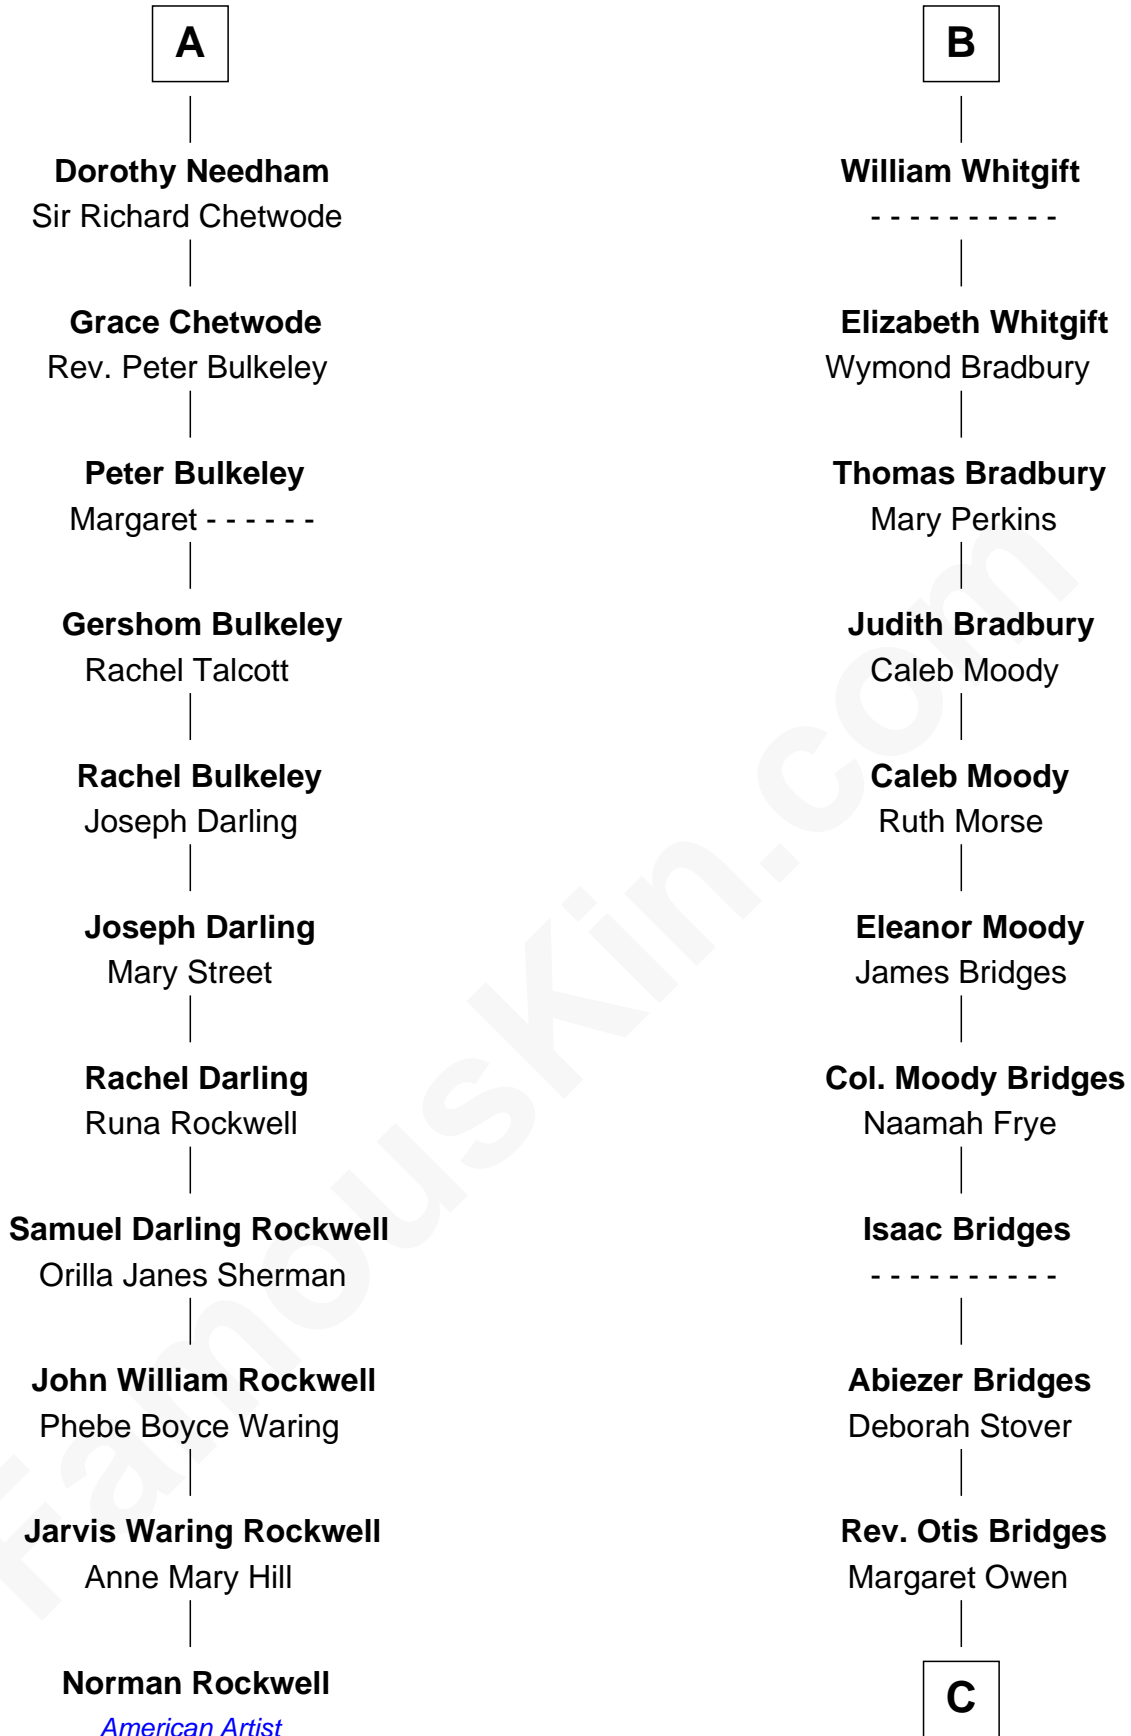 A
Dorothy Needham
Sir Richard Chetwode
Grace Chetwode
Rev. Peter Bulkeley
Peter Bulkeley
Margaret - - - - - -
Gershom Bulkeley
Rachel Talcott
Rachel Bulkeley
Joseph Darling
Joseph Darling
Mary Street
Rachel Darling
Runa Rockwell
Samuel Darling Rockwell
Orilla Janes Sherman
John William Rockwell
Phebe Boyce Waring
Jarvis Waring Rockwell
Anne Mary Hill
Norman Rockwell
American Artist
B
William Whitgift
- - - - - - - - - -
Elizabeth Whitgift
Wymond Bradbury
Thomas Bradbury
Mary Perkins
Judith Bradbury
Caleb Moody
Caleb Moody
Ruth Morse
Eleanor Moody
James Bridges
Col. Moody Bridges
Naamah Frye
Isaac Bridges
- - - - - - - - - -
Abiezer Bridges
Deborah Stover
Rev. Otis Bridges
Margaret Owen
C
FamousKin.com